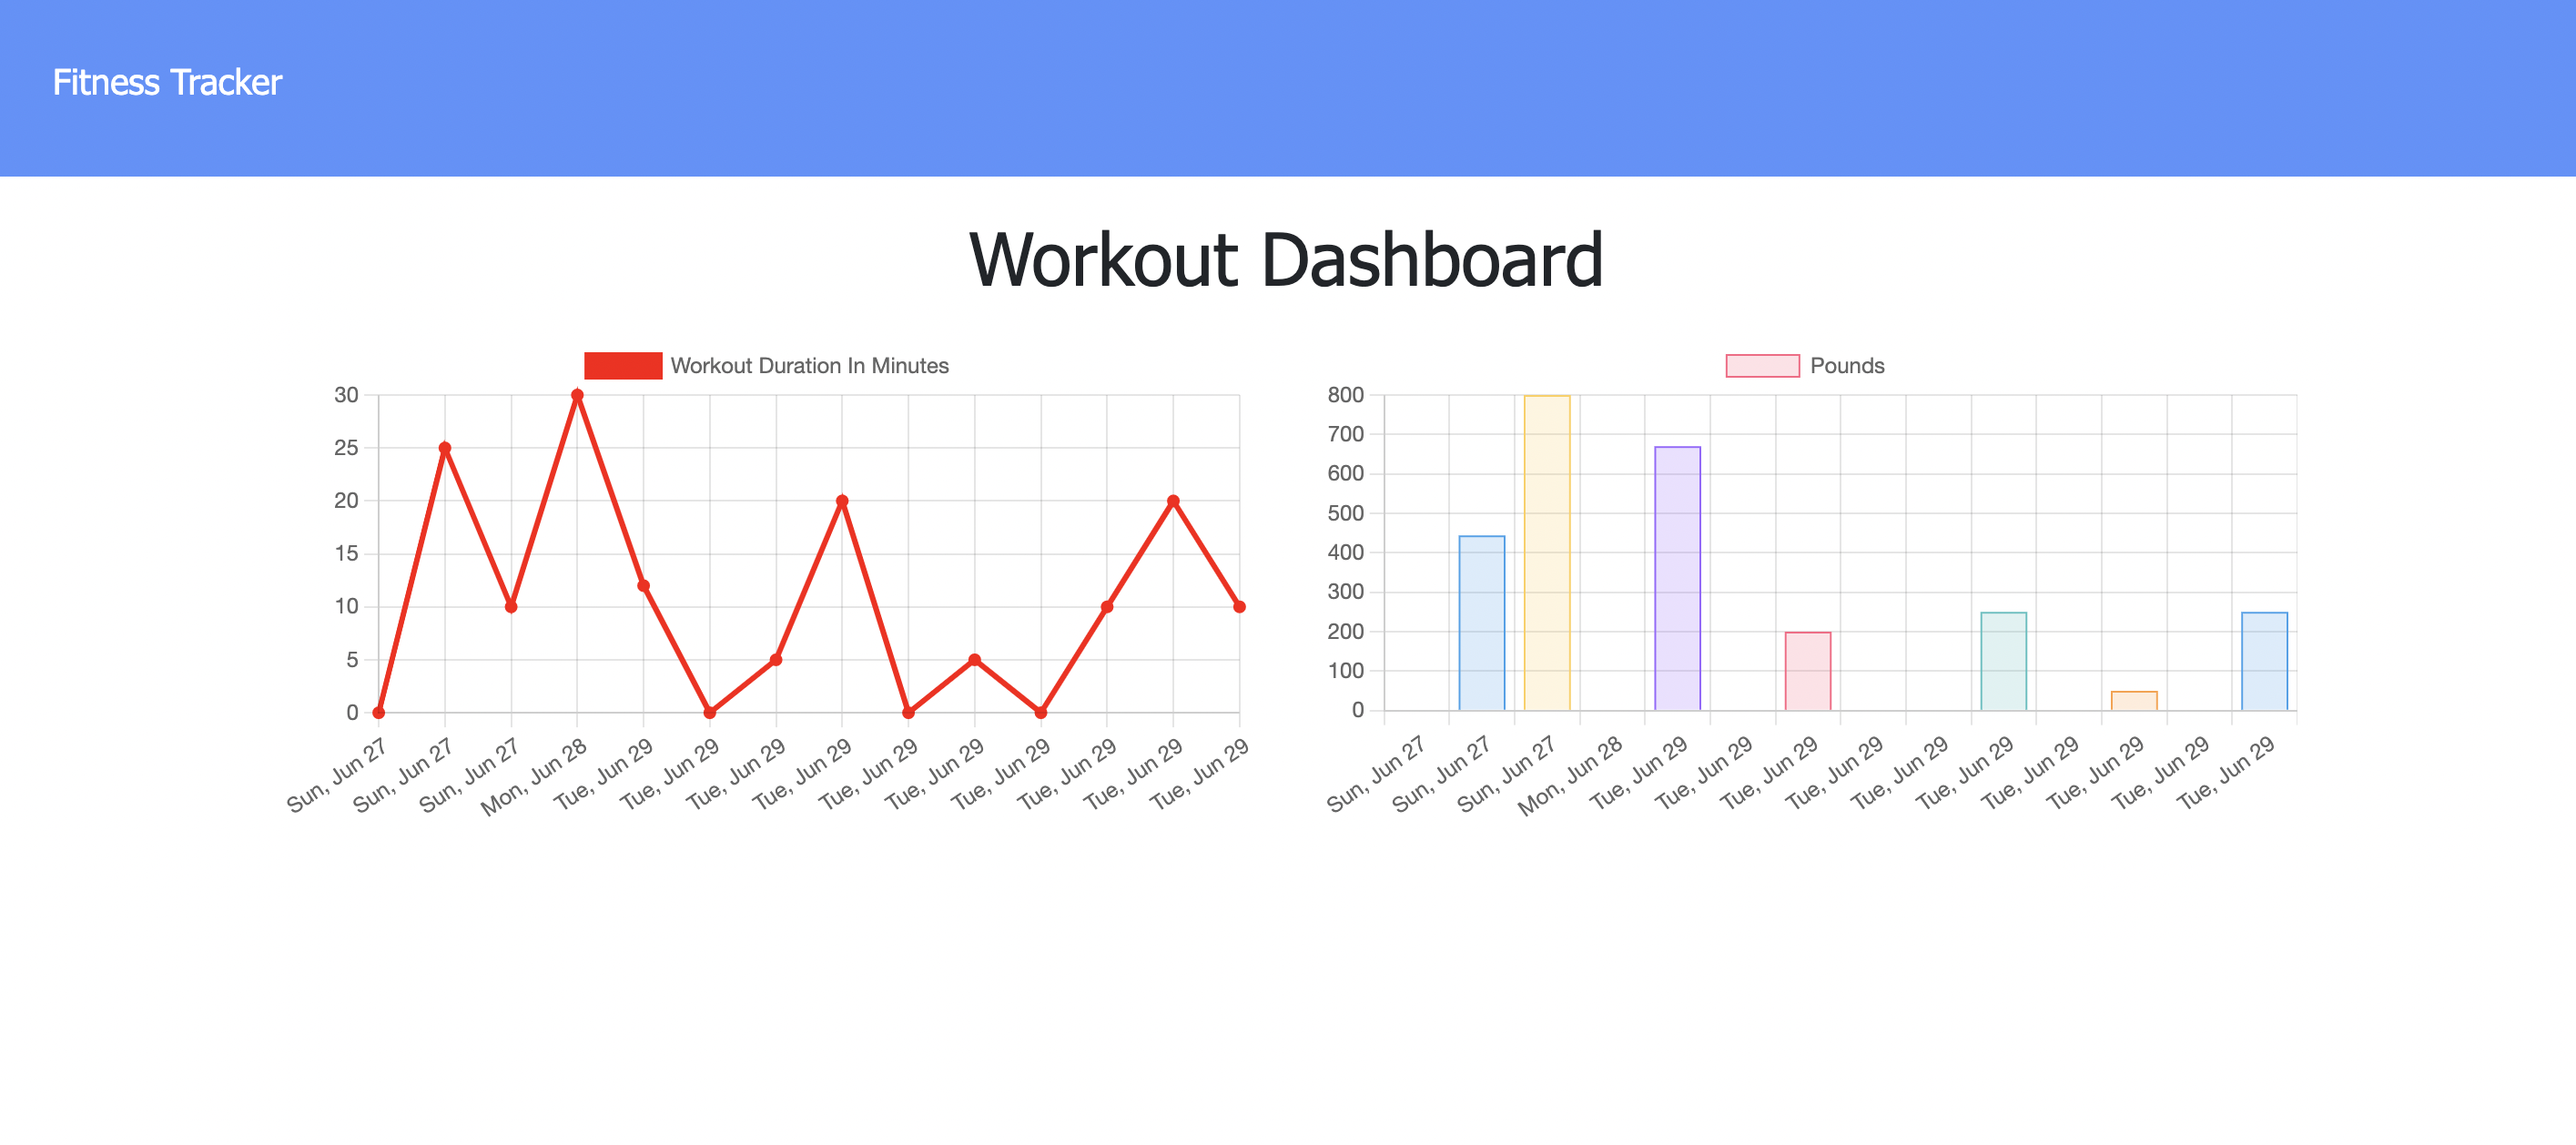 Fitness Tracker
Workout Dashboard
Workout Duration In Minutes
30
25
20
15
10
5
0
Sun, Jun 27
Sun, Jun 27
Sun, Jun 27
Mon, Jun 28
Tue, Jun 29
Tue, Jun 29
Tue, Jun 29
Tue, Jun 29
Tue, Jun 29
Tue, Jun 29
Tue, Jun 29
Tue, Jun 29
Tue, Jun 29
Tue, Jun 29
Pounds
800
700
600
500
400
300
200
100
0
Sun, Jun 27
Sun, Jun 27
Sun, Jun 27
Mon, Jun 28
Tue, Jun 29
Tue, Jun 29
Tue, Jun 29
Tue, Jun 29
Tue, Jun 29
Tue, Jun 29
Tue, Jun 29
Tue, Jun 29
Tue, Jun 29
Tue, Jun 29